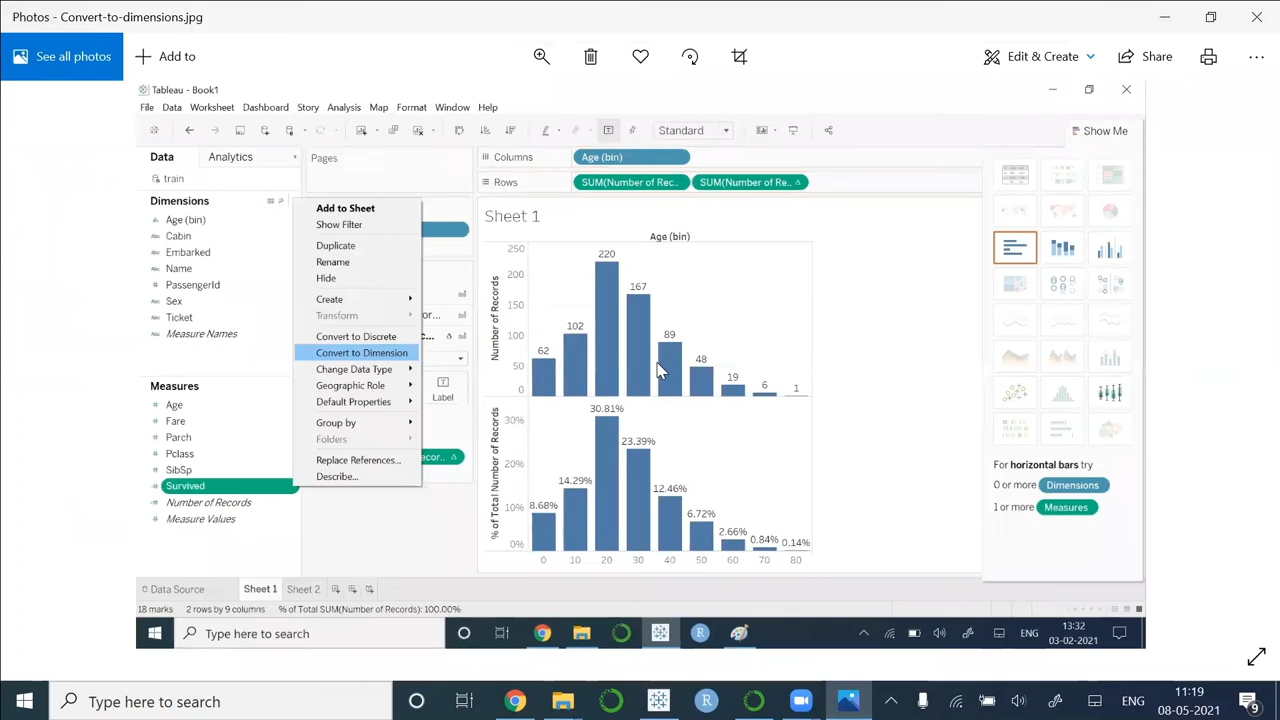 Photos - Convert-to-dimensions.jpg
See all photos
Add to
Edit & Create
Share
Tableau - Book1
File Data Worksheet Dashboard Story Analysis Map Format Window Help
Standard
Show Me
Data
Analytics
train
Dimensions
Age (bin)
Abc Cabin
Abc Embarked
Abc Name
# PassengerId
Abc Sex
Abc Ticket
Abc Measure Names
Measures
# Age
# Fare
# Parch
# Pclass
# SibSp
# Survived
# Number of Records
# Measure Values
Pages
Add to Sheet
Show Filter
Duplicate
Rename
Hide
Create
Transform
Convert to Discrete
Convert to Dimension
Change Data Type
Geographic Role
Default Properties
Group by
Folders
Replace References...
Describe...
or...
c...
Label
ecor..
Columns
Age (bin)
Rows
SUM(Number of Rec..
SUM(Number of Re..
Sheet 1
Age (bin)
Number of Records
250
200
150
100
50
0
62
102
220
167
89
48
19
6
1
% of Total Number of Records
30%
20%
10%
0%
8.68%
14.29%
30.81%
23.39%
12.46%
6.72%
2.66%
0.84%
0.14%
0 10 20 30 40 50 60 70 80
For horizontal bars try
0 or more Dimensions
1 or more Measures
Data Source
Sheet 1
Sheet 2
18 marks 2 rows by 9 columns % of Total SUM(Number of Records): 100.00%
Type here to search
ENG
13:32
03-02-2021
Type here to search
ENG
11:19
08-05-2021
9